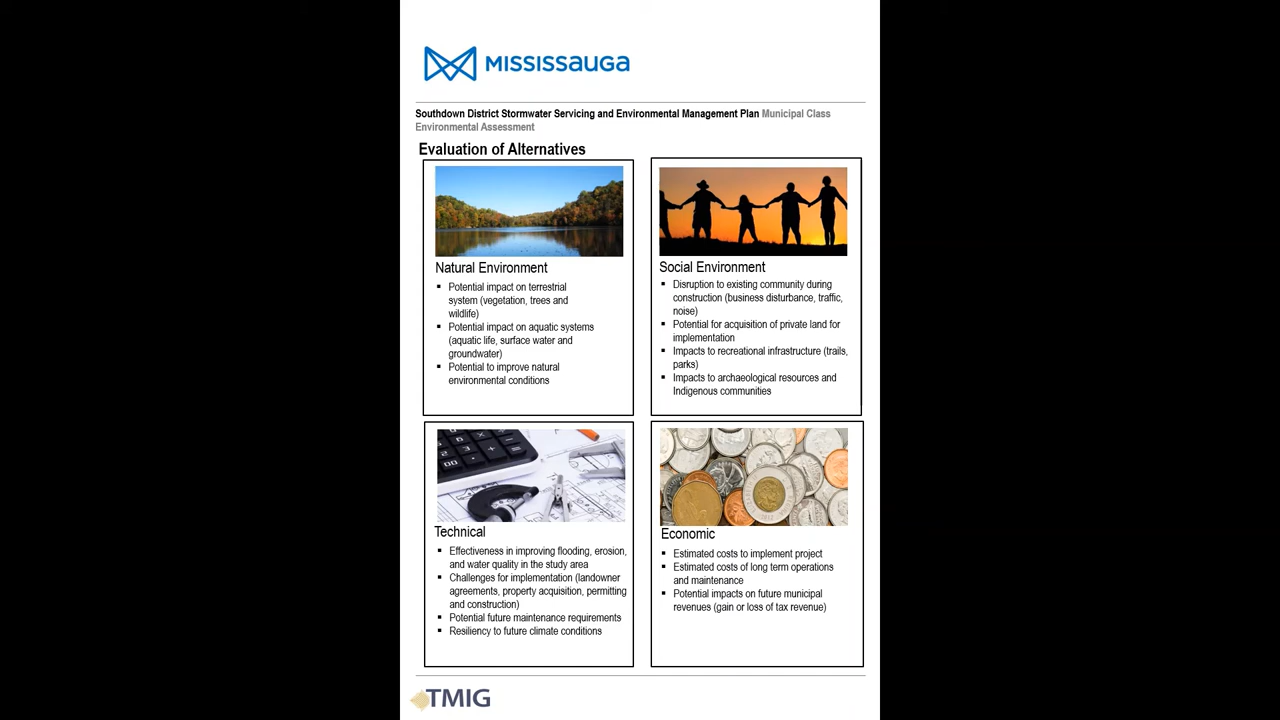 MISSISSAUGA
Southdown District Stormwater Servicing and Environmental Management Plan Municipal Class
Environmental Assessment
Evaluation of Alternatives
Natural Environment
▪ Potential impact on terrestrial
system (vegetation, trees and
wildlife)
▪ Potential impact on aquatic systems
(aquatic life, surface water and
groundwater)
▪ Potential to improve natural
environmental conditions
Social Environment
▪ Disruption to existing community during
construction (business disturbance, traffic,
noise)
▪ Potential for acquisition of private land for
implementation
▪ Impacts to recreational infrastructure (trails,
parks)
▪ Impacts to archaeological resources and
Indigenous communities
Technical
▪ Effectiveness in improving flooding, erosion,
and water quality in the study area
▪ Challenges for implementation (landowner
agreements, property acquisition, permitting
and construction)
▪ Potential future maintenance requirements
▪ Resiliency to future climate conditions
Economic
▪ Estimated costs to implement project
▪ Estimated costs of long term operations
and maintenance
▪ Potential impacts on future municipal
revenues (gain or loss of tax revenue)
TMIG